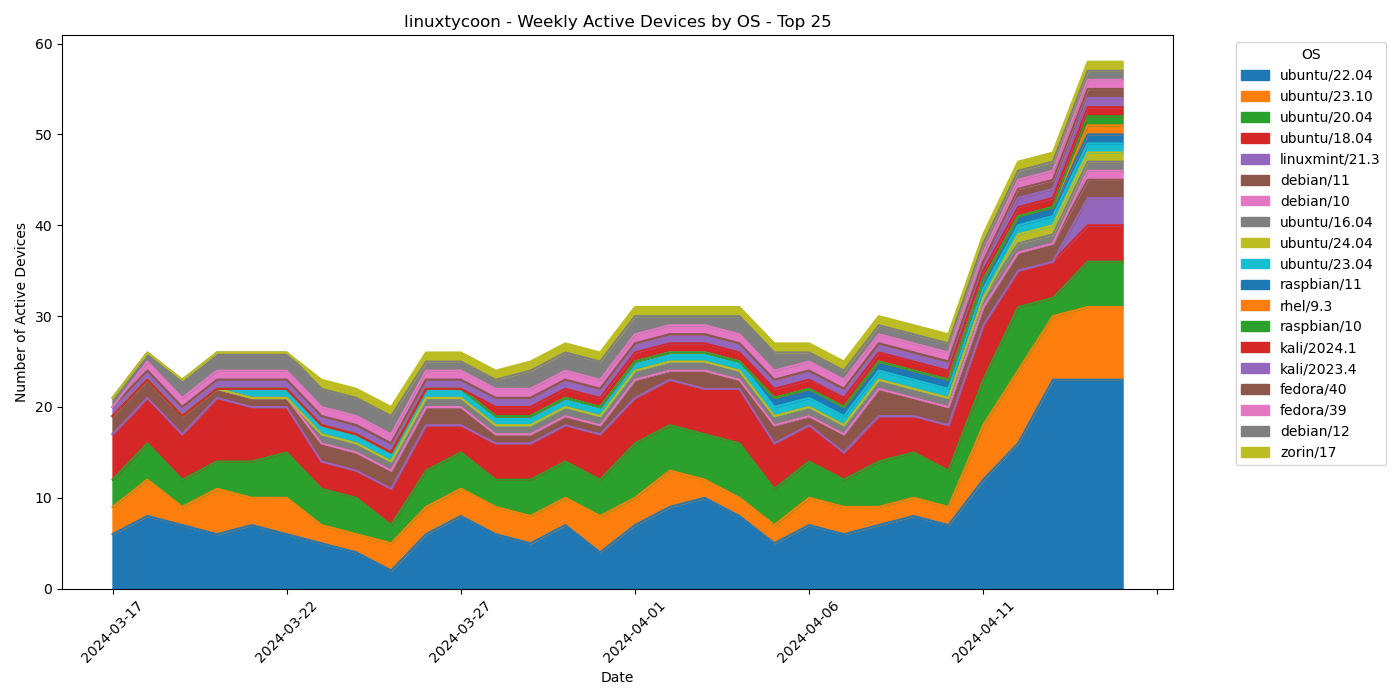 linuxtycoon - Weekly Active Devices by OS - Top 25
60
50
40
30
20
10
0
Number of Active Devices
2024-03-17
2024-03-22
2024-03-27
2024-04-01
2024-04-06
2024-04-11
Date
OS
ubuntu/22.04
ubuntu/23.10
ubuntu/20.04
ubuntu/18.04
linuxmint/21.3
debian/11
debian/10
ubuntu/16.04
ubuntu/24.04
ubuntu/23.04
raspbian/11
rhel/9.3
raspbian/10
kali/2024.1
kali/2023.4
fedora/40
fedora/39
debian/12
zorin/17